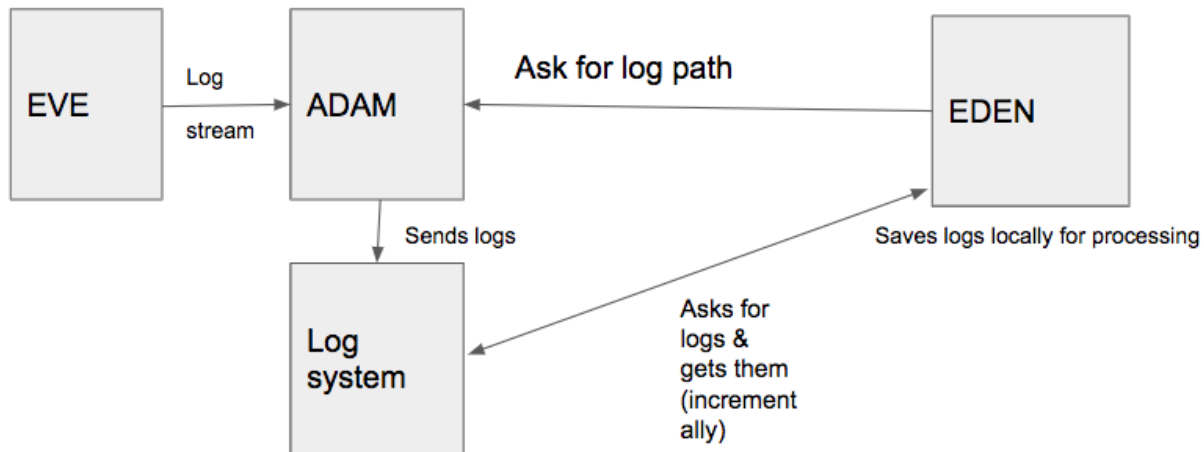 EVE
Log
stream
ADAM
Ask for log path
EDEN
Sends logs
Saves logs locally for processing
Log
system
Asks for
logs &
gets them
(increment
ally)